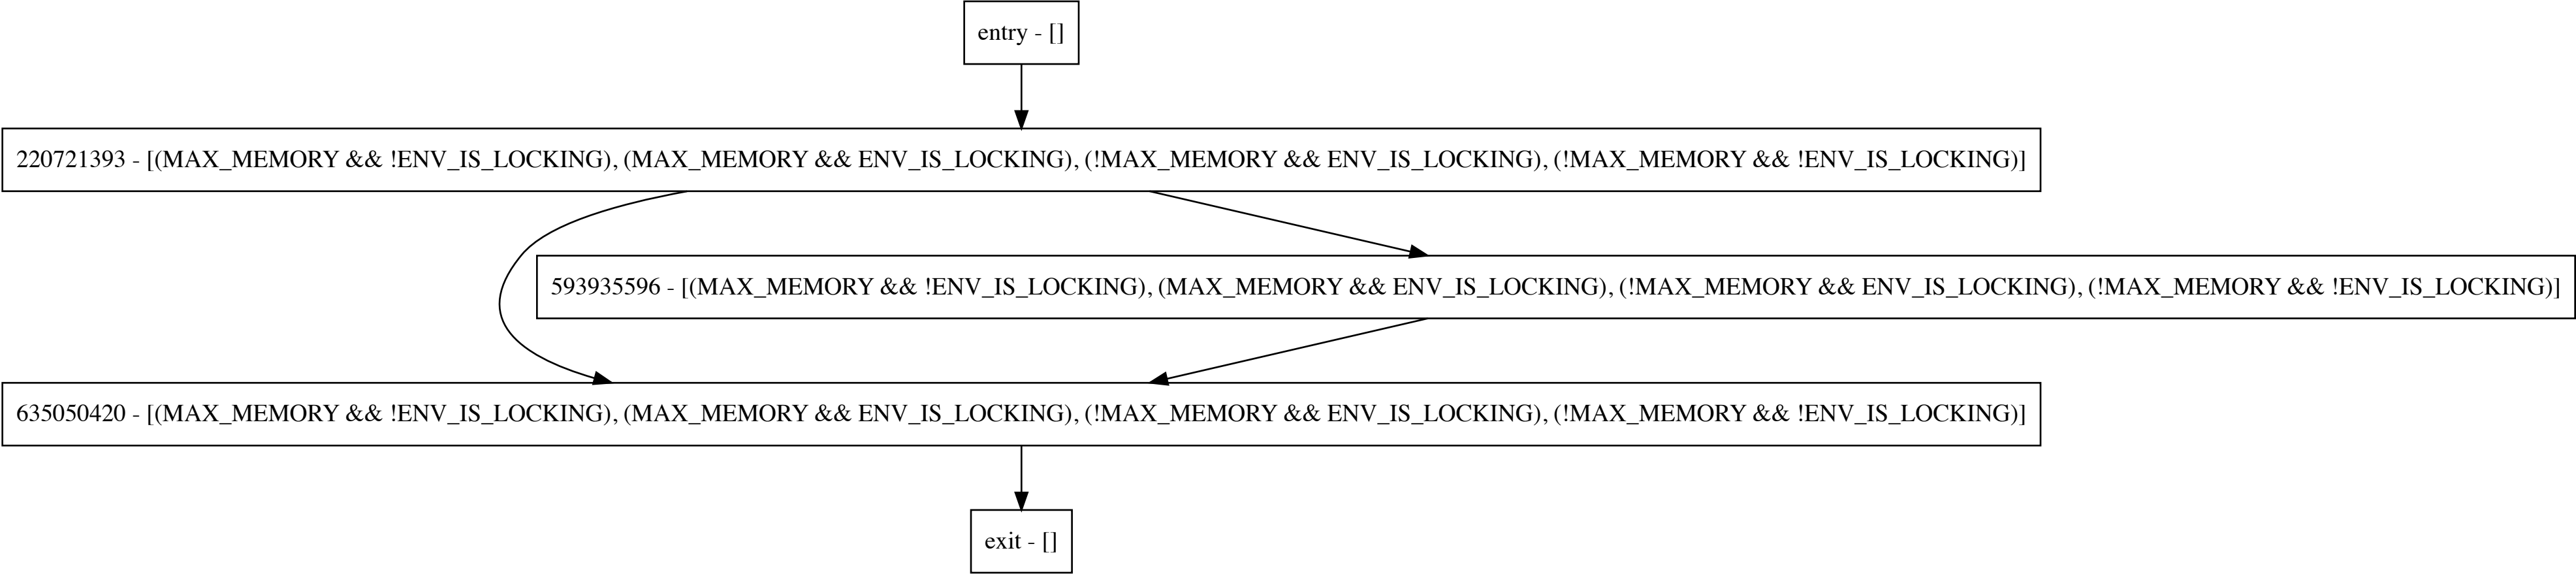 entry - []
220721393 - [(MAX_MEMORY && !ENV_IS_LOCKING), (MAX_MEMORY && ENV_IS_LOCKING), (!MAX_MEMORY && ENV_IS_LOCKING), (!MAX_MEMORY && !ENV_IS_LOCKING)]
593935596 - [(MAX_MEMORY && !ENV_IS_LOCKING), (MAX_MEMORY && ENV_IS_LOCKING), (!MAX_MEMORY && ENV_IS_LOCKING), (!MAX_MEMORY && !ENV_IS_LOCKING)]
635050420 - [(MAX_MEMORY && !ENV_IS_LOCKING), (MAX_MEMORY && ENV_IS_LOCKING), (!MAX_MEMORY && ENV_IS_LOCKING), (!MAX_MEMORY && !ENV_IS_LOCKING)]
exit - []